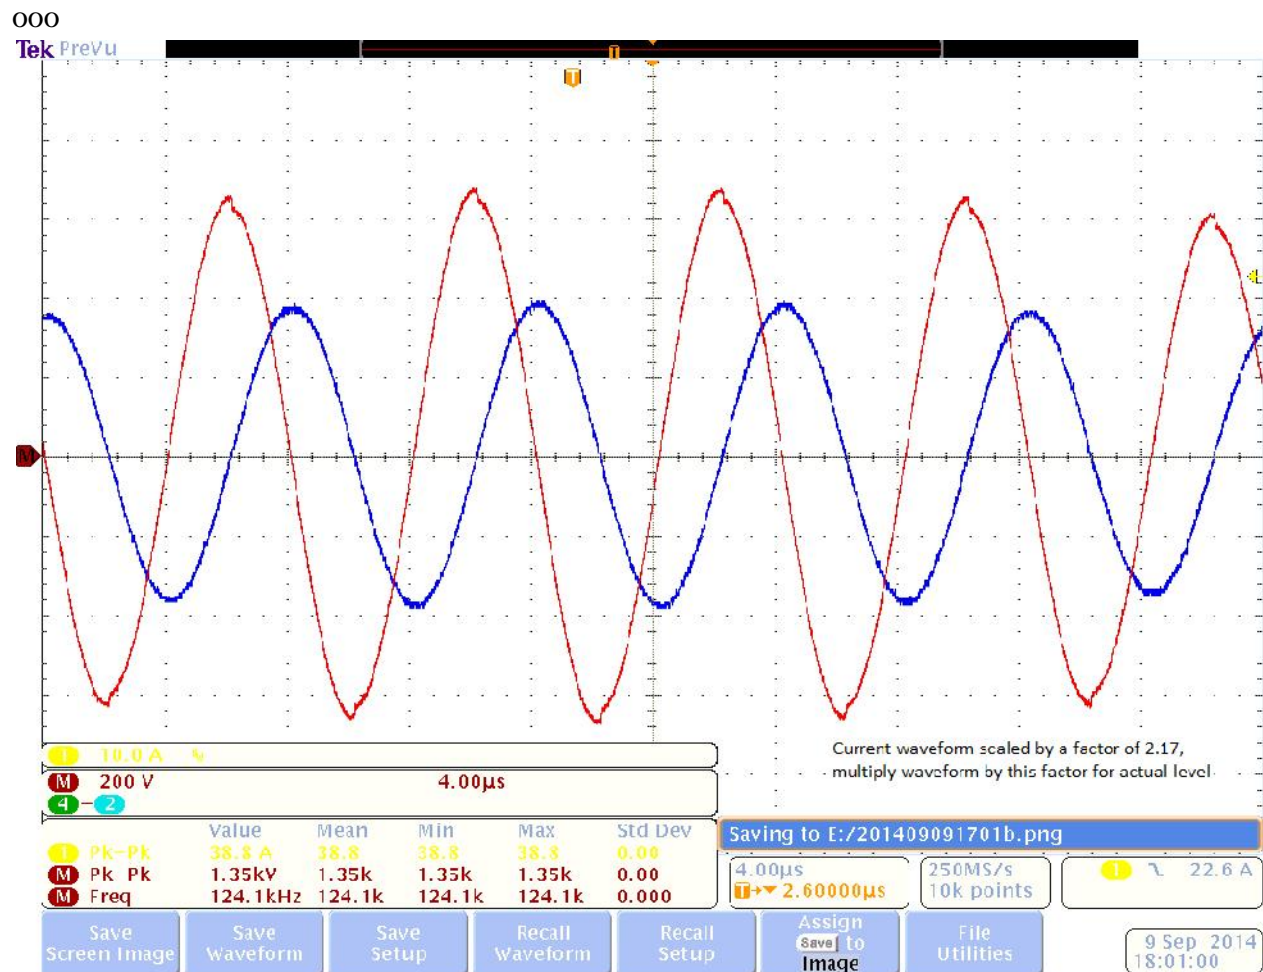 ooo
Tek PreVu
T
T
L
M
Current waveform scaled by a factor of 2.17,
multiply waveform by this factor for actual level
1 10.0 A
M 200 V 4.00µs
4 - 2
Value Mean Min Max Std Dev
1 Pk-Pk 38.8 A 38.8 38.8 38.8 0.00
M Pk Pk 1.35kV 1.35k 1.35k 1.35k 0.00
M Freq 124.1kHz 124.1k 124.1k 124.1k 0.000
Saving to E:/201409091701b.png
4.00µs
T→▼ 2.60000µs
250MS/s
10k points
1 22.6 A
Save
Screen Image
Save
Waveform
Save
Setup
Recall
Waveform
Recall
Setup
Assign
Save to
Image
File
Utilities
9 Sep 2014
18:01:00